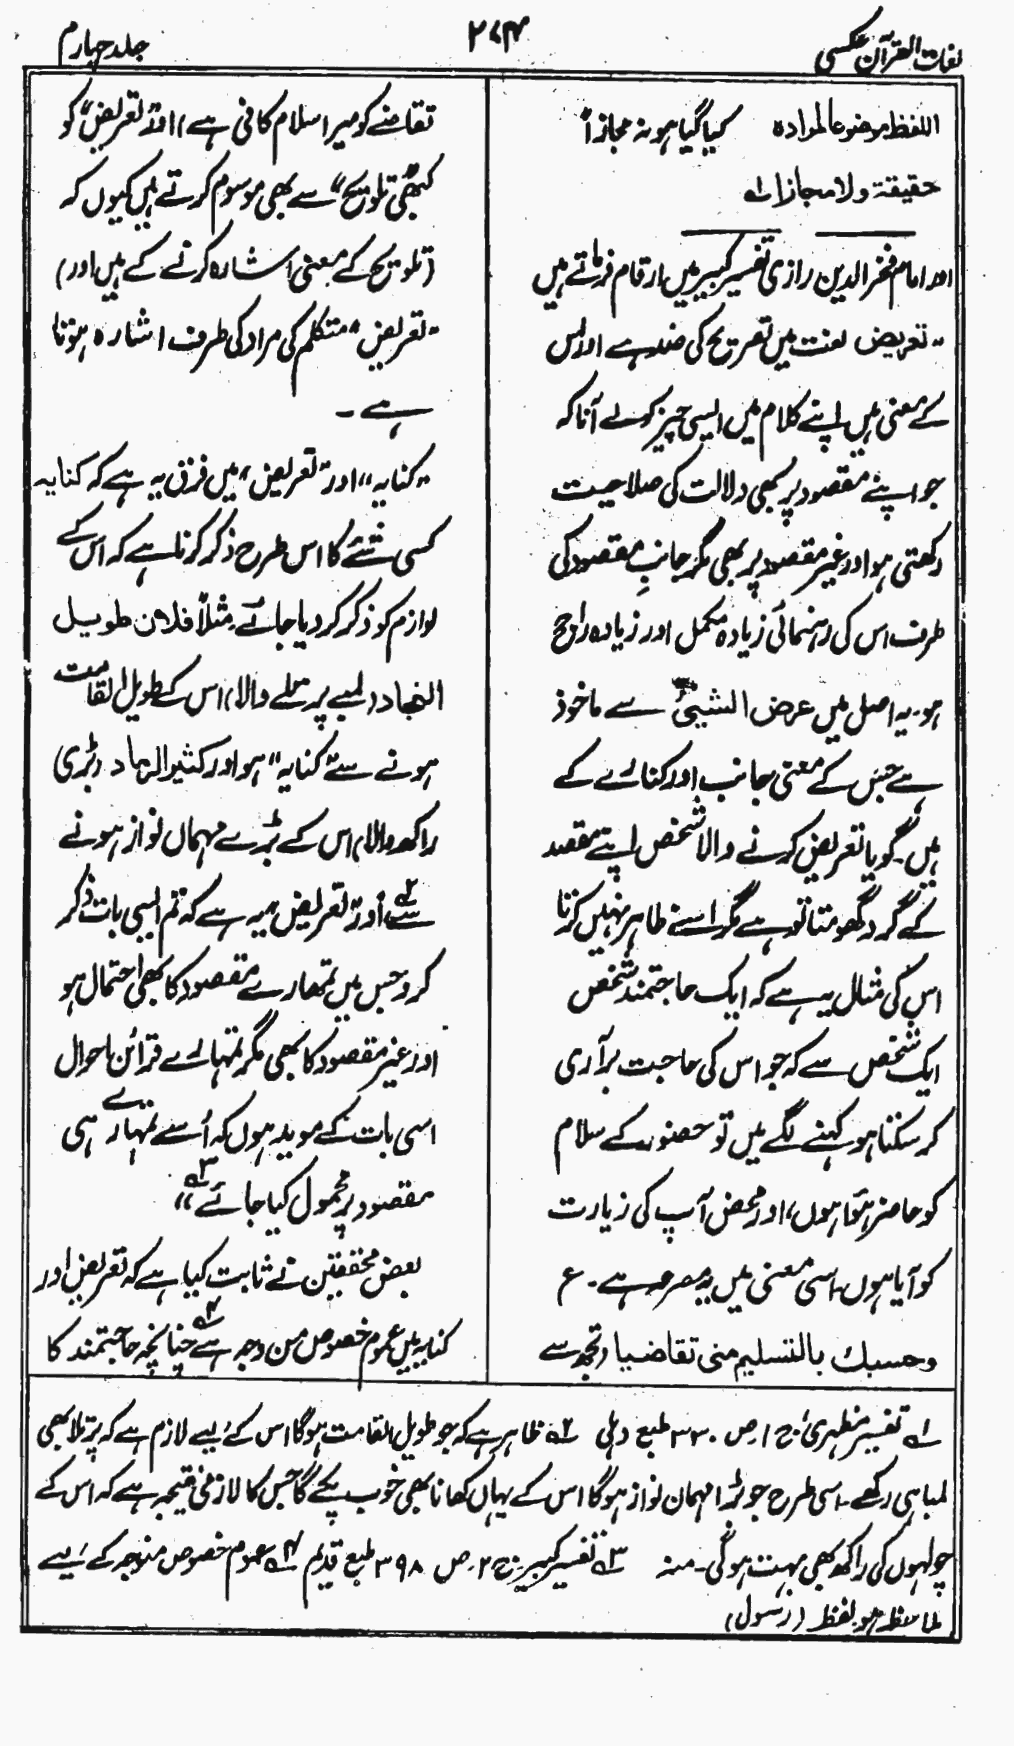 لغات القرآن عکسی
۲۷۴
جلد چہارم
اللفظ موضوعا لمرادہ کیا گیا ہو نہ مجازاً
حقیقۃ ولا مجازا لہ
اور امام فخر الدین رازی تفسیر کبیر میں ارقام فرماتے ہیں
"تعریض لغت میں تصریح کی ضد ہے اور اس
کے معنی ہیں اپنے کلام میں ایسی چیز کو لے آنا کہ
جو اپنے مقصود پر بھی دلالت کی صلاحیت
رکھتی ہو اور غیر مقصود پر بھی مگر جانبِ مقصود کی
طرف اس کی رہنمائی زیادہ مکمل اور زیادہ راجح
ہو۔ یہ اصل میں عرض الشیئ سے ماخوذ
ہے جس کے معنی جانب اور کنارے کے
ہیں۔ گویا تعریض کرنے والا شخص اپنے مقصد
کے گرد گھومتا تو ہے مگر اسے ظاہر نہیں کرتا
اس کی مثال یہ ہے کہ ایک حاجتمند شخص
ایک شخص سے کہ جو اس کی حاجت برآری
کر سکتا ہو کہنے لگے میں تو حضور کے سلام
کو حاضر ہوا ہوں، اور محض آپ کی زیارت
کو آیا ہوں۔ اسی معنی میں یہ مصرعہ ہے۔ ع
وحسبک بالتسلیم منی تقاضیا (تجھ سے
تقاضے کو میرا سلام کافی ہے) اور تعریض" کو
کبھی "تلویح" سے بھی موسوم کرتے ہیں کیوں کہ
(تلویح کے معنی اشارہ کرنے کے ہیں اور)
"تعریض" متکلم کی مراد کی طرف اشارہ ہوتا
ہے۔
"کنایہ" اور "تعریض" میں فرق یہ ہے کہ کنایہ
کسی شئے کا اس طرح ذکر کرنا ہے کہ اس کے
لوازم کو ذکر کر دیا جائے۔ مثلاً فلان طویل
النجاد (لمبے پرتلے والا) اس کے طویل القامت
ہونے سے "کنایہ" ہو اور کثیر الرماد (بڑی
راکھ والا) اس کے بڑے مہماں نواز ہونے
سے ۲ اور "تعریض" یہ ہے کہ تم ایسی بات ذکر
کرو جس میں تمھارے مقصود کا بھی احتمال ہو
اور غیر مقصود کا بھی مگر تمہارے قرائن احوال
اسی بات کے موید ہوں کہ اُسے تمہارے ہی
مقصود پر محمول کیا جائے ۳"
بعض محققین نے ثابت کیا ہے کہ تعریض اور
کنایہ میں عموم خصوص من وجہ ہے ۴ چنانچہ حاجتمند کا
۱ تفسیر مظہری، ج ۱، ص ۳۳۰ طبع دہلی ۲ ظاہر ہے کہ جو طویل القامت ہوگا اس کے لیے لازم ہے کہ پرتلا بھی
لمبا ہی رکھے۔ اسی طرح جو بڑا مہمان نواز ہوگا اس کے یہاں کھانا بھی خوب پکے گا جس کا لازمی نتیجہ ہے کہ اس کے
چولہوں کی راکھ بھی بہت ہوگی۔ منہ ۳ تفسیر کبیر، ج ۲، ص ۳۹۸ طبع قدیم ۴ عموم خصوص من وجہ کے لیے
ملاحظہ ہو لفظ (رسول)